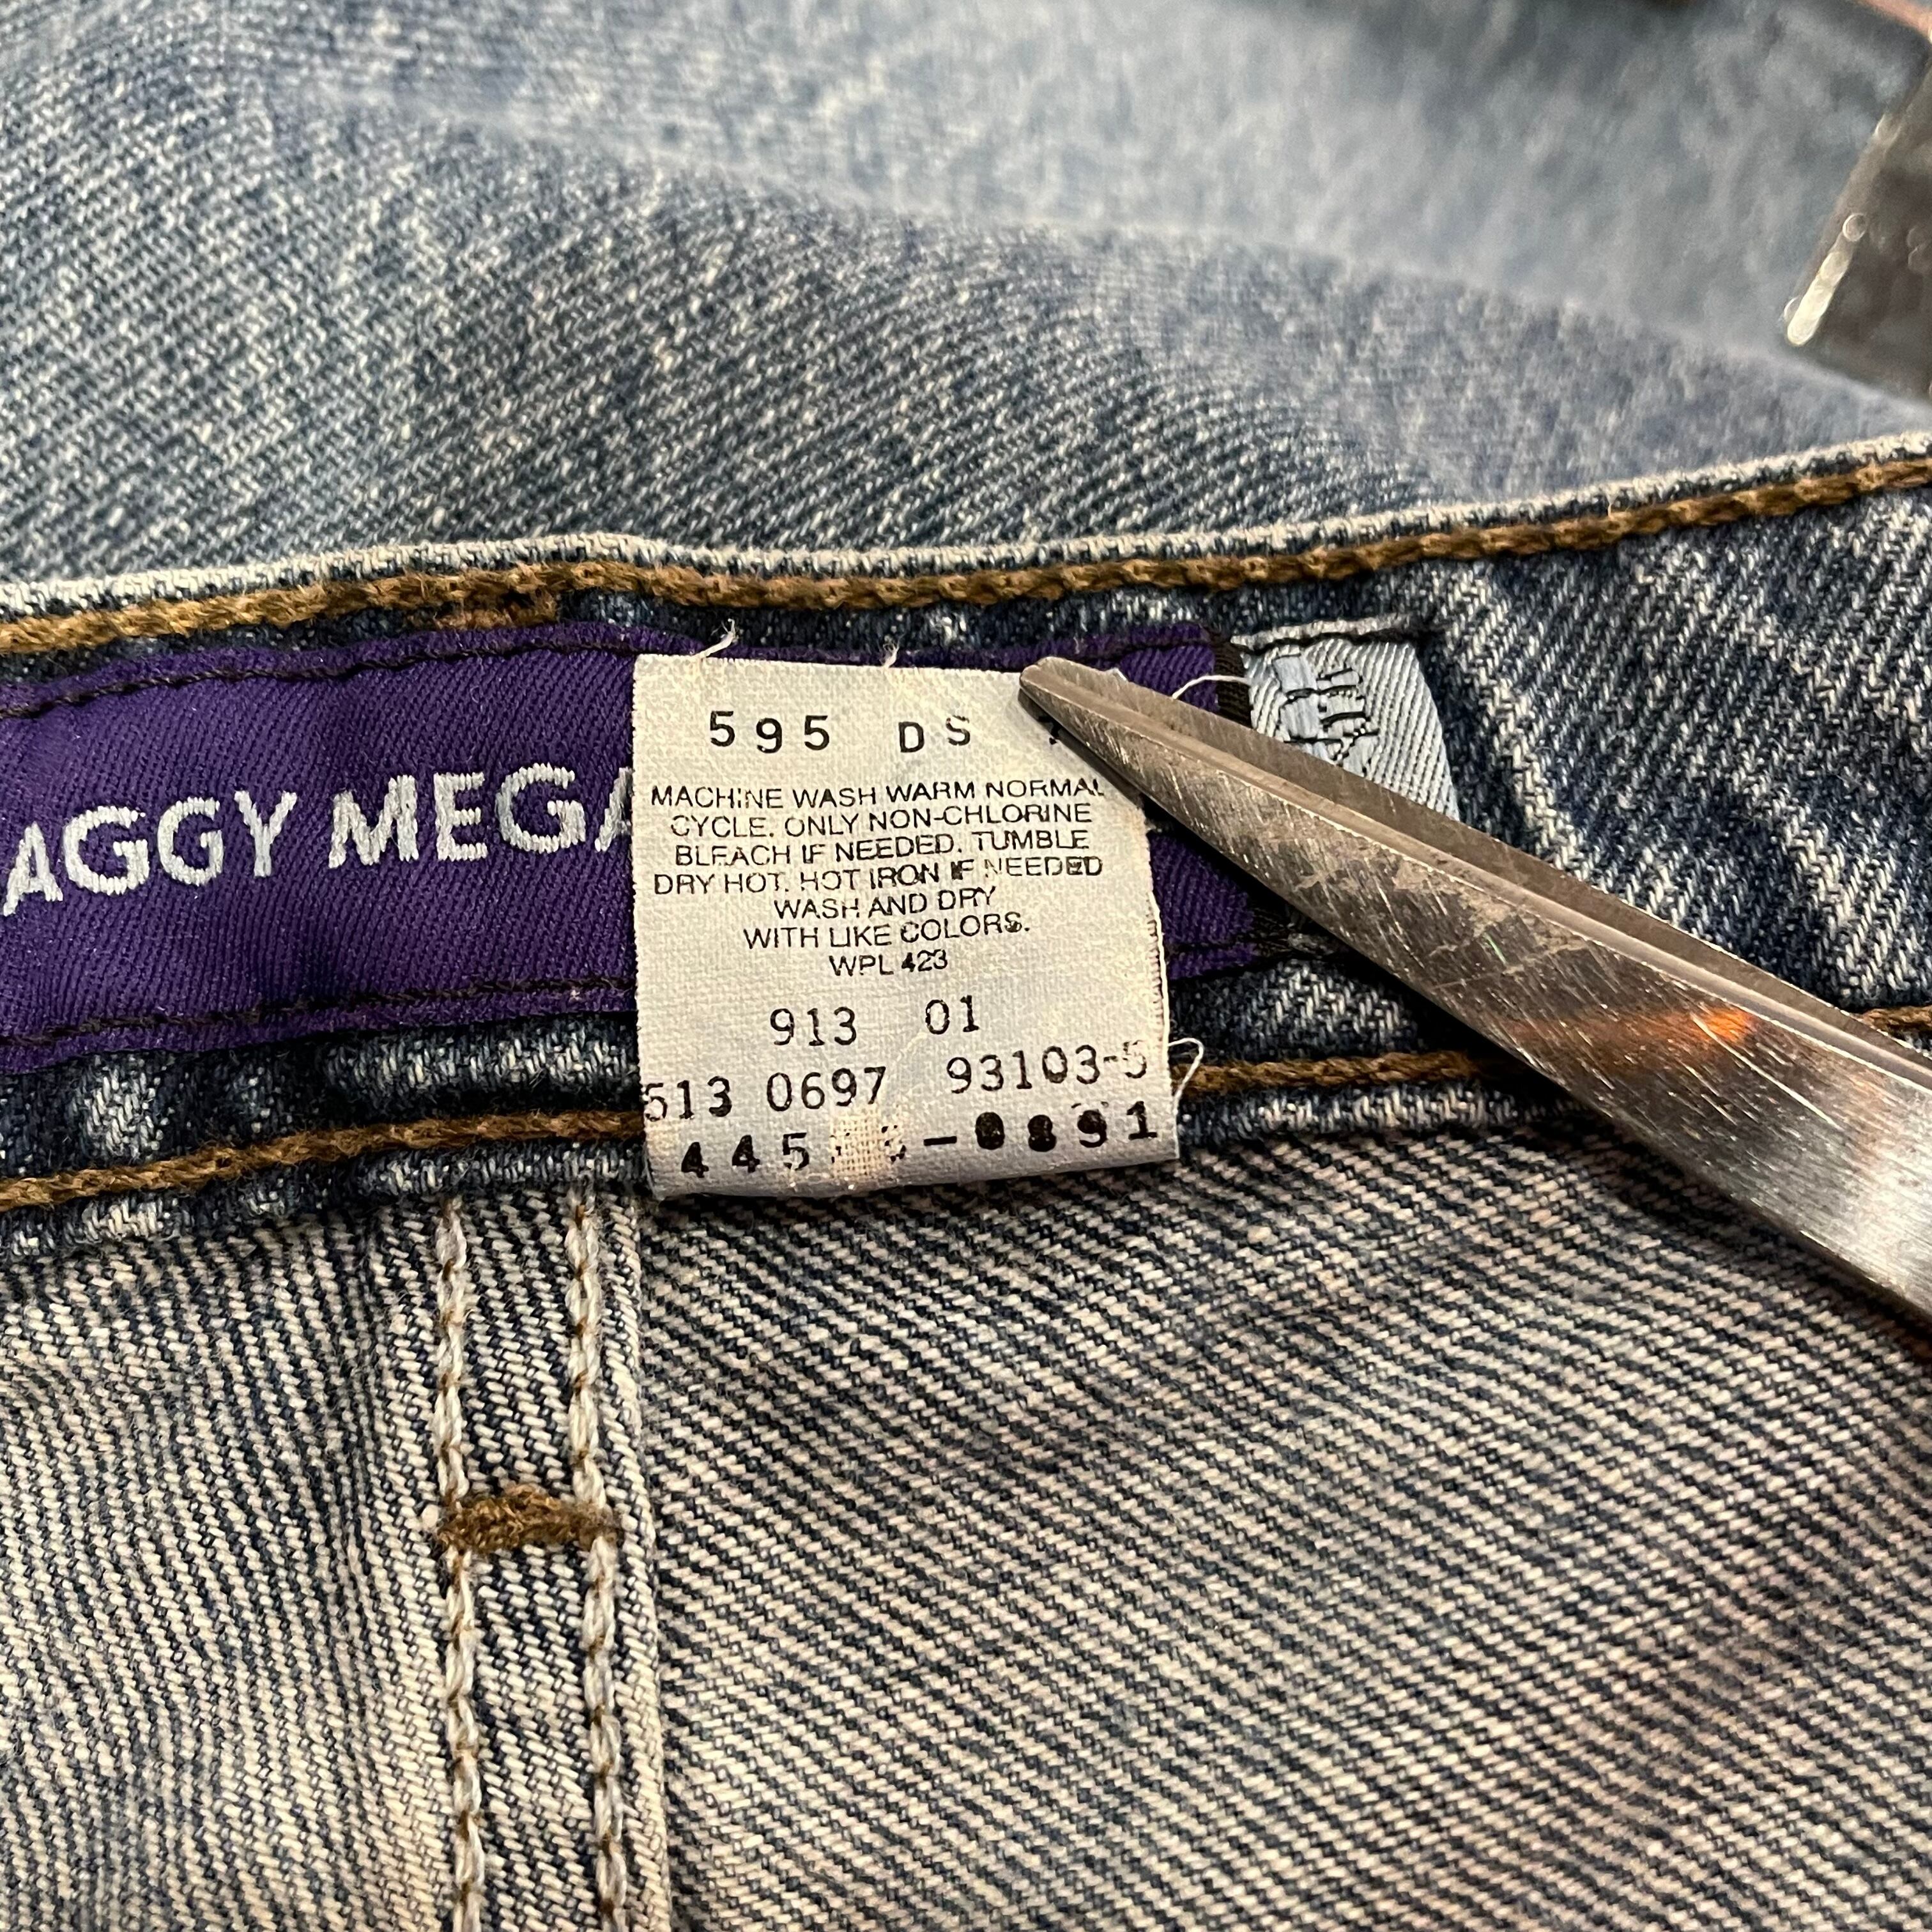 AGGY MEGA
595 DS
MACHINE WASH WARM NORMAL
CYCLE. ONLY NON-CHLORINE
BLEACH IF NEEDED. TUMBLE
DRY HOT. HOT IRON IF NEEDED
WASH AND DRY
WITH LIKE COLORS.
WPL 423
913 01
513 0697 93103-5